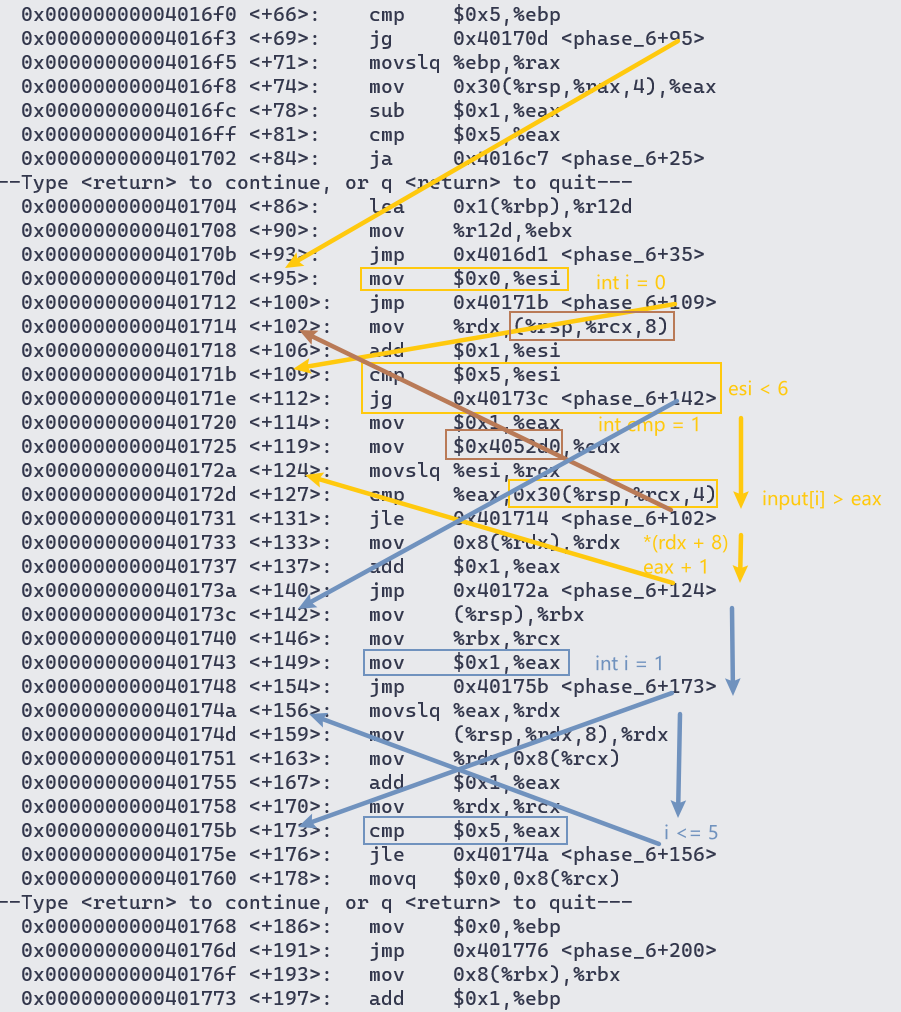 0x00000000004016f0 <+66>: cmp $0x5,%ebp
0x00000000004016f3 <+69>: jg 0x40170d <phase_6+95>
0x00000000004016f5 <+71>: movslq %ebp,%rax
0x00000000004016f8 <+74>: mov 0x30(%rsp,%rax,4),%eax
0x00000000004016fc <+78>: sub $0x1,%eax
0x00000000004016ff <+81>: cmp $0x5,%eax
0x0000000000401702 <+84>: ja 0x4016c7 <phase_6+25>
--Type <return> to continue, or q <return> to quit---
0x0000000000401704 <+86>: lea 0x1(%rbp),%r12d
0x0000000000401708 <+90>: mov %r12d,%ebx
0x000000000040170b <+93>: jmp 0x4016d1 <phase_6+35>
0x000000000040170d <+95>: mov $0x0,%esi int i = 0
0x0000000000401712 <+100>: jmp 0x40171b <phase_6+109>
0x0000000000401714 <+102>: mov %rdx,(%rsp,%rcx,8)
0x0000000000401718 <+106>: add $0x1,%esi
0x000000000040171b <+109>: cmp $0x5,%esi esi < 6
0x000000000040171e <+112>: jg 0x40173c <phase_6+142>
0x0000000000401720 <+114>: mov $0x1,%eax int cmp = 1
0x0000000000401725 <+119>: mov $0x4052d0,%edx
0x000000000040172a <+124>: movslq %esi,%rcx
0x000000000040172d <+127>: cmp %eax,0x30(%rsp,%rcx,4) input[i] > eax
0x0000000000401731 <+131>: jle 0x401714 <phase_6+102>
0x0000000000401733 <+133>: mov 0x8(%rdx),%rdx *(rdx + 8)
0x0000000000401737 <+137>: add $0x1,%eax eax + 1
0x000000000040173a <+140>: jmp 0x40172a <phase_6+124>
0x000000000040173c <+142>: mov (%rsp),%rbx
0x0000000000401740 <+146>: mov %rbx,%rcx
0x0000000000401743 <+149>: mov $0x1,%eax int i = 1
0x0000000000401748 <+154>: jmp 0x40175b <phase_6+173>
0x000000000040174a <+156>: movslq %eax,%rdx
0x000000000040174d <+159>: mov (%rsp,%rdx,8),%rdx
0x0000000000401751 <+163>: mov %rdx,0x8(%rcx)
0x0000000000401755 <+167>: add $0x1,%eax
0x0000000000401758 <+170>: mov %rdx,%rcx
0x000000000040175b <+173>: cmp $0x5,%eax i <= 5
0x000000000040175e <+176>: jle 0x40174a <phase_6+156>
0x0000000000401760 <+178>: movq $0x0,0x8(%rcx)
--Type <return> to continue, or q <return> to quit---
0x0000000000401768 <+186>: mov $0x0,%ebp
0x000000000040176d <+191>: jmp 0x401776 <phase_6+200>
0x000000000040176f <+193>: mov 0x8(%rbx),%rbx
0x0000000000401773 <+197>: add $0x1,%ebp